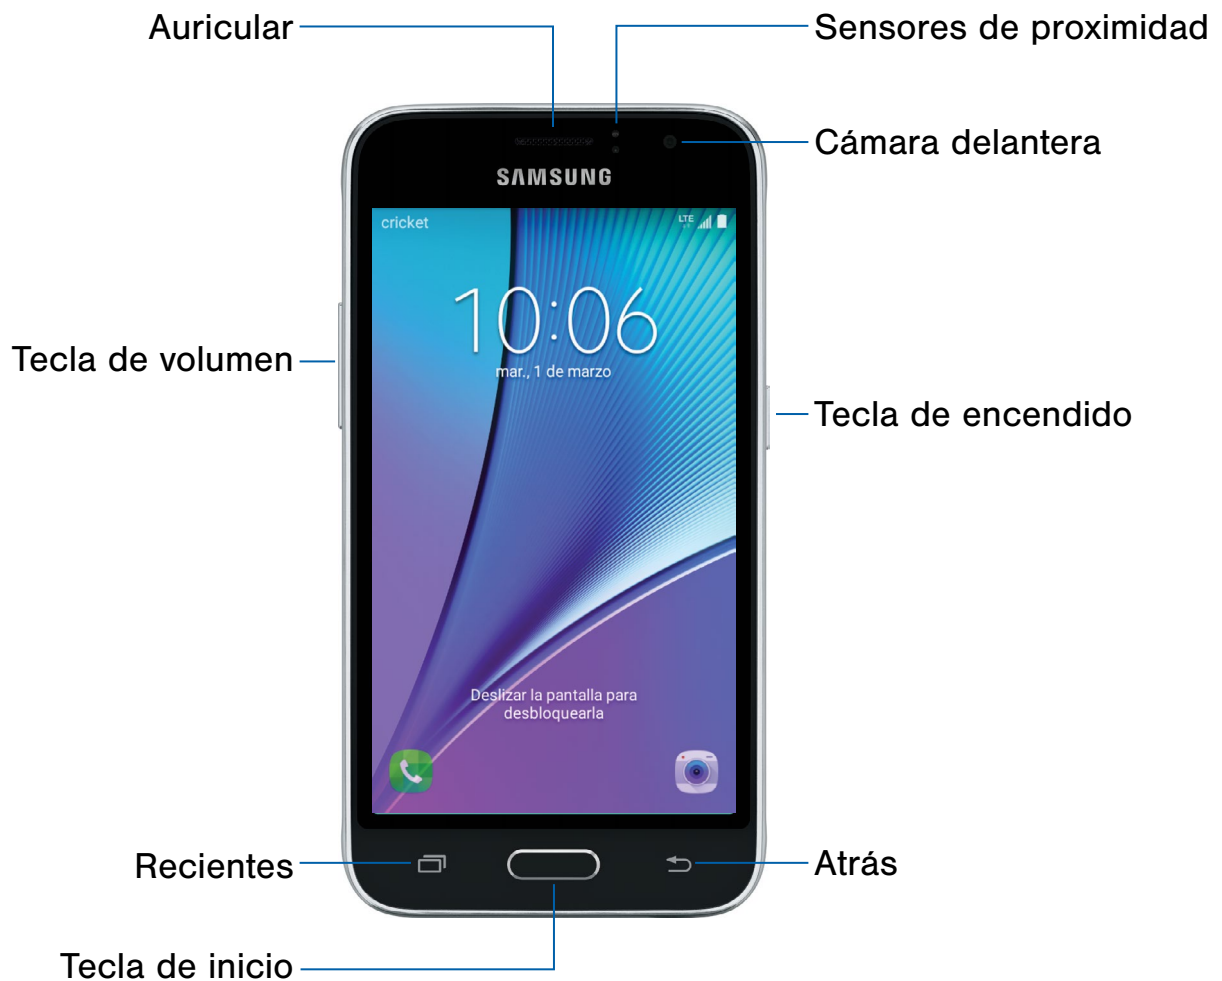 Auricular
Sensores de proximidad
Cámara delantera
SAMSUNG
cricket
LTE
10:06
mar., 1 de marzo
Tecla de volumen
Tecla de encendido
Deslizar la pantalla para
desbloquearla
Recientes
Atrás
Tecla de inicio